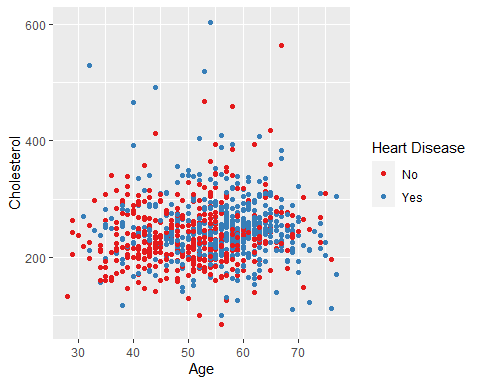 600
400
200
Cholesterol
30 40 50 60 70
Age
Heart Disease
No
Yes